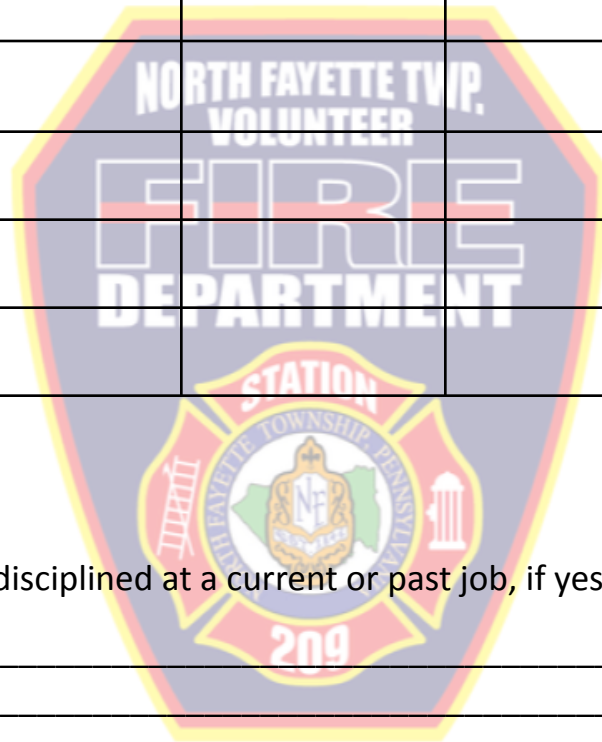 NORTH FAYETTE TWP.
VOLUNTEER
FIRE
DEPARTMENT
STATION
NORTH FAYETTE TOWNSHIP, PENNSYLVANIA
NF
disciplined at a current or past job, if yes
209